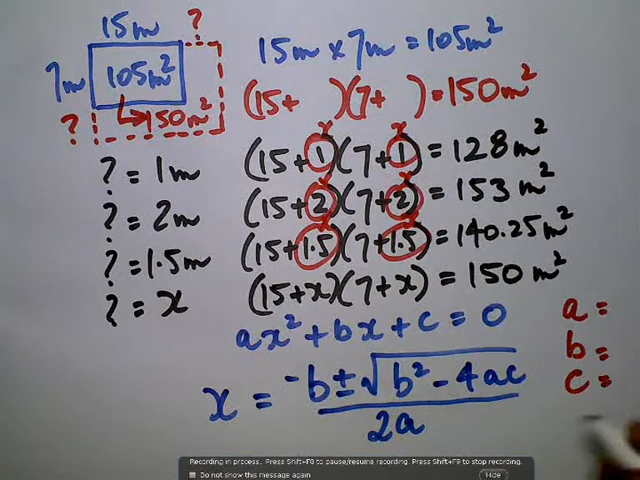 15m ?
7m 105m² 15m x 7m = 105m²
? 150m² (15+ )(7+ ) = 150m²
? = 1m (15+1)(7+1) = 128m²
x x
? = 2m (15+2)(7+2) = 153m²
x x
? = 1.5m (15+1.5)(7+1.5) = 140.25m²
x x
? = x (15+x)(7+x) = 150m²
ax² + bx + c = 0
a =
b =
c =
x = -b ± √b² - 4ac
2a
Recording in process. Press Shift+F9 to pause/resume recording. Press Shift+F9 to stop recording.
Do not show this message again Hide